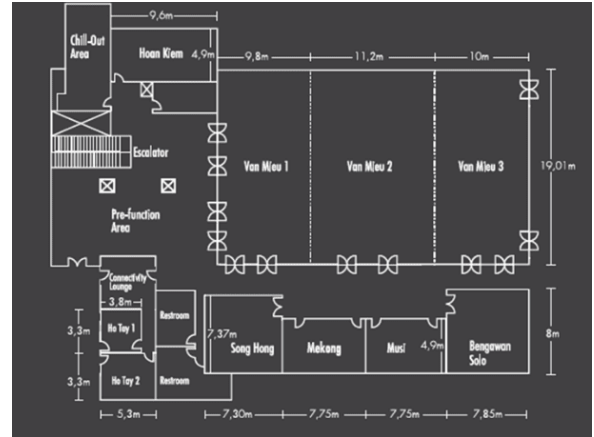 9,6m
Chill-Out
Area
Hoan Kiem
4,9m
9,8m
11,2m
10m
Van Mieu 1
Van Mieu 2
Van Mieu 3
19,01m
Escalator
Pre-function
Area
Connectivity
Lounge
3,8m
3,3m
Ho Tay 1
Restroom
7,37m
Song Hong
Mekong
Musi
4,9m
Bengawan
Solo
8m
3,3m
Ho Tay 2
Restroom
5,3m
7,30m
7,75m
7,75m
7,85m